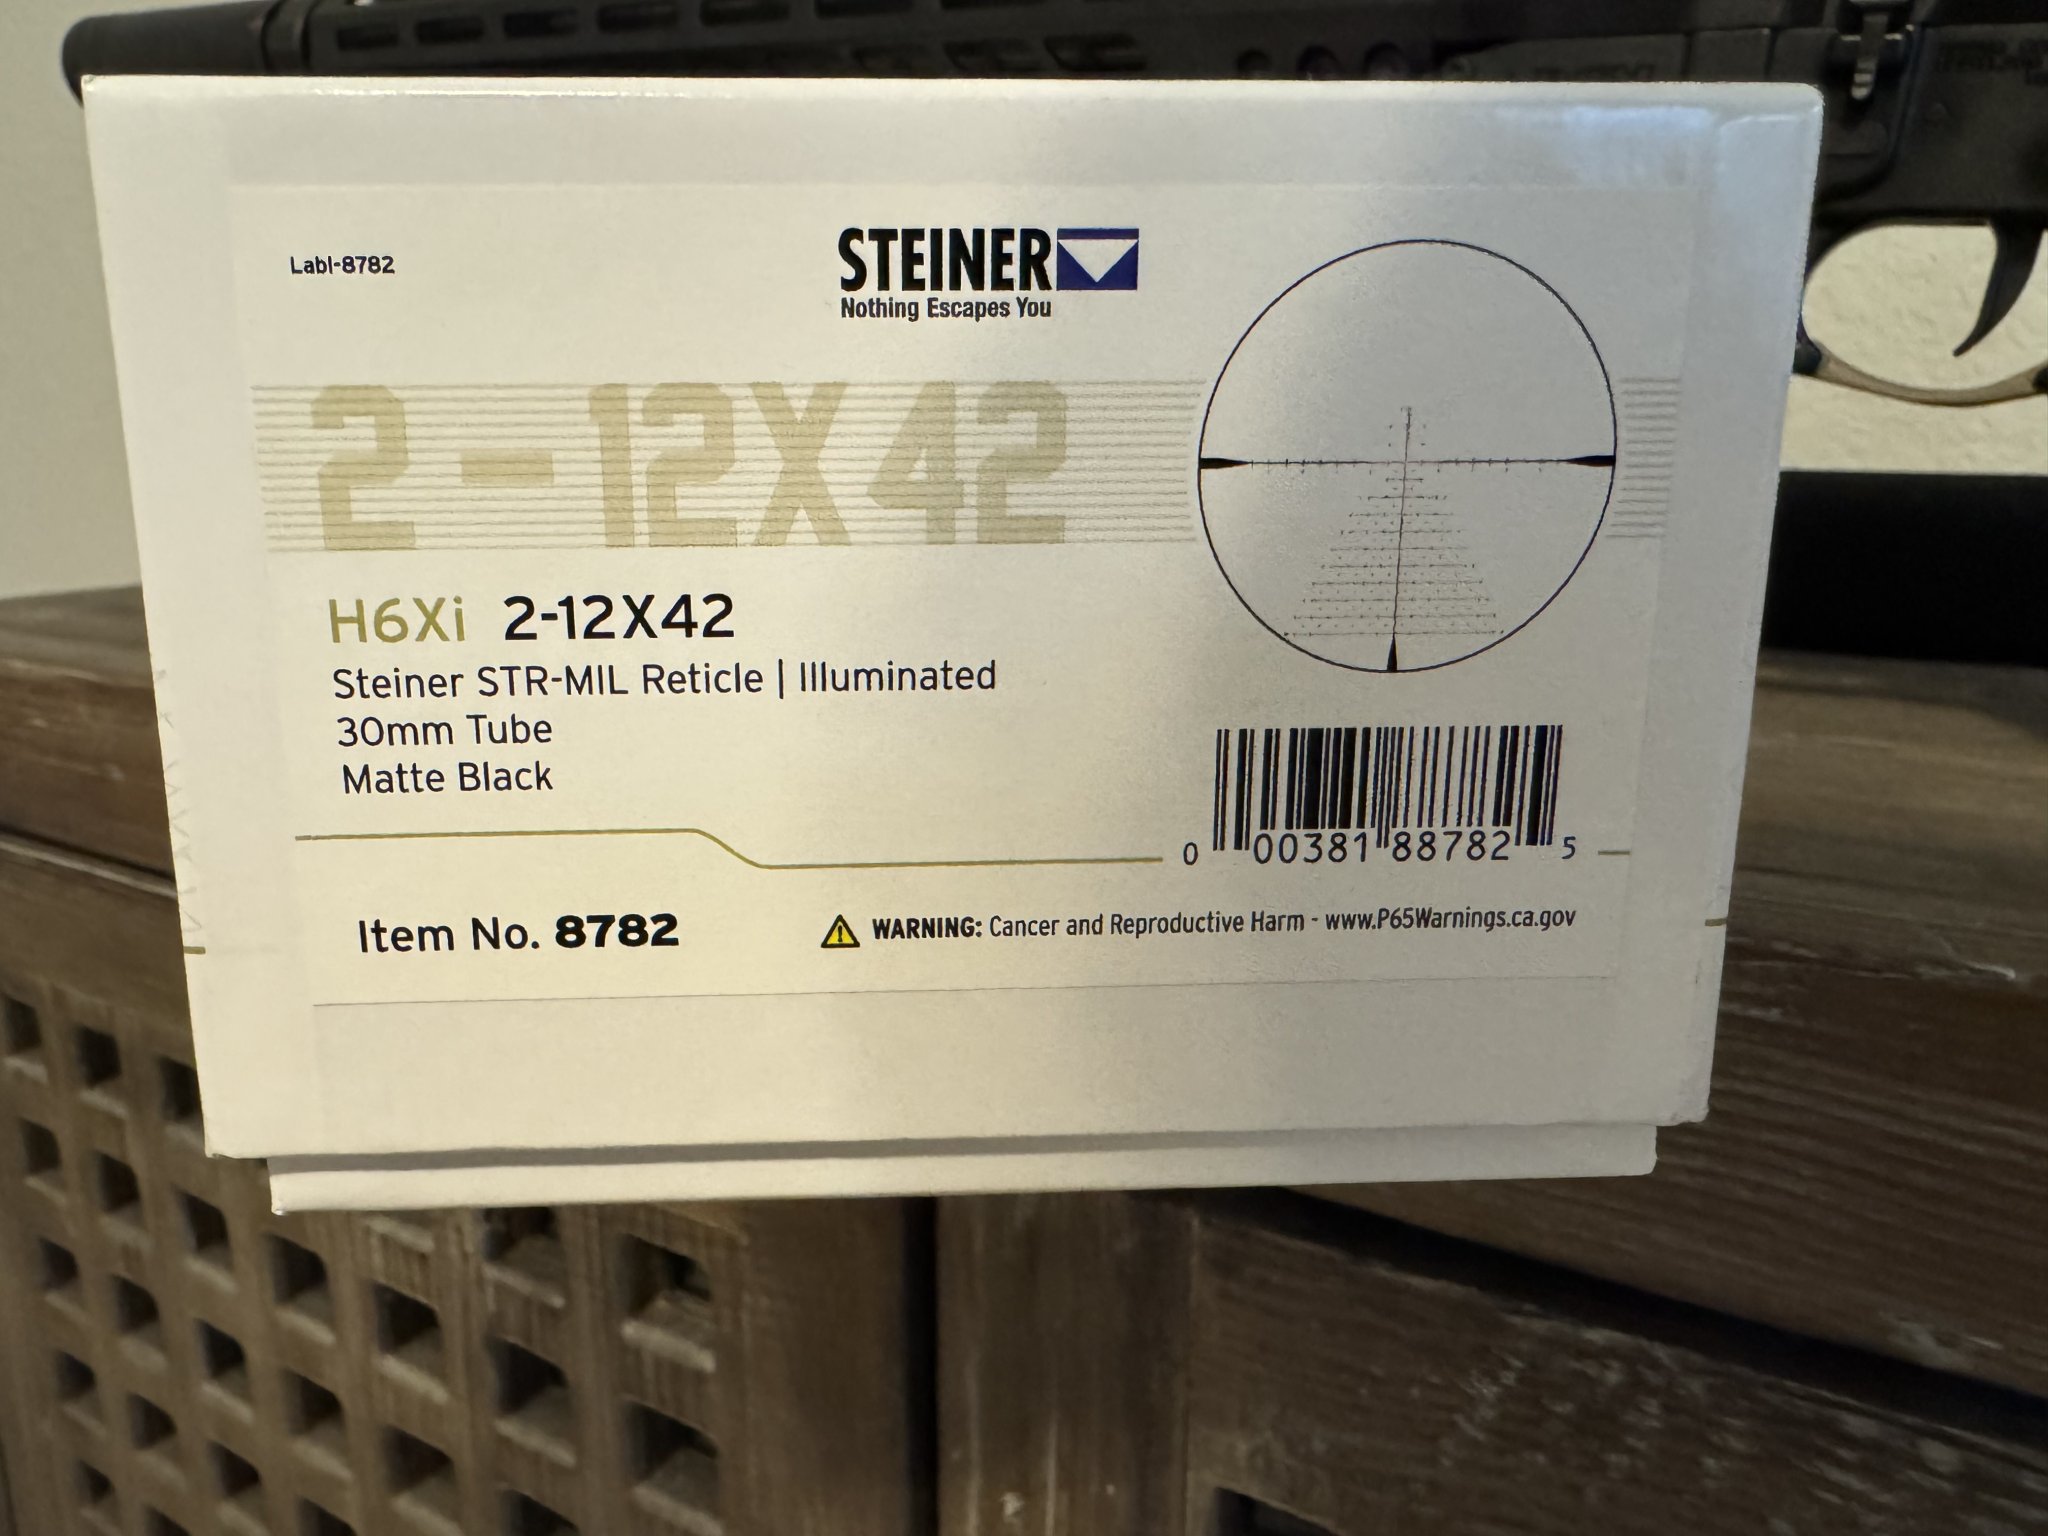 Labl-8782
STEINER
Nothing Escapes You
2-12X42
H6Xi 2-12X42
Steiner STR-MIL Reticle | Illuminated
30mm Tube
Matte Black
0 00381 88782 5
Item No. 8782
WARNING: Cancer and Reproductive Harm - www.P65Warnings.ca.gov